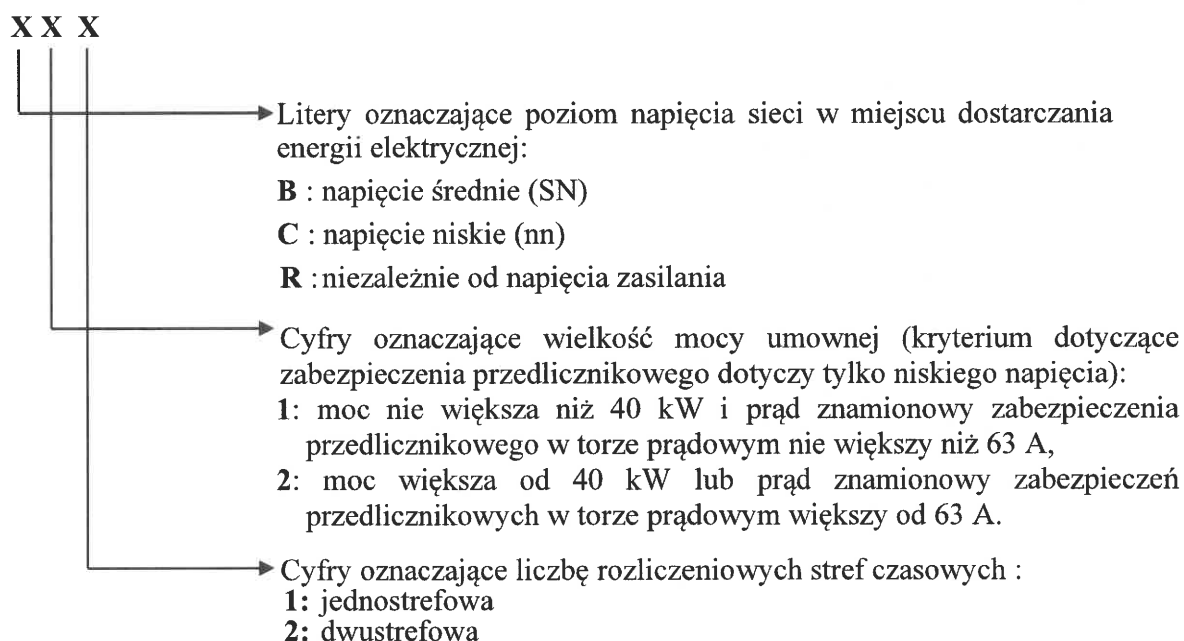 X X X
Litery oznaczające poziom napięcia sieci w miejscu dostarczania
energii elektrycznej:
B : napięcie średnie (SN)
C : napięcie niskie (nn)
R : niezależnie od napięcia zasilania
Cyfry oznaczające wielkość mocy umownej (kryterium dotyczące
zabezpieczenia przedlicznikowego dotyczy tylko niskiego napięcia):
1: moc nie większa niż 40 kW i prąd znamionowy zabezpieczenia
przedlicznikowego w torze prądowym nie większy niż 63 A,
2: moc większa od 40 kW lub prąd znamionowy zabezpieczeń
przedlicznikowych w torze prądowym większy od 63 A.
Cyfry oznaczające liczbę rozliczeniowych stref czasowych :
1: jednostrefowa
2: dwustrefowa